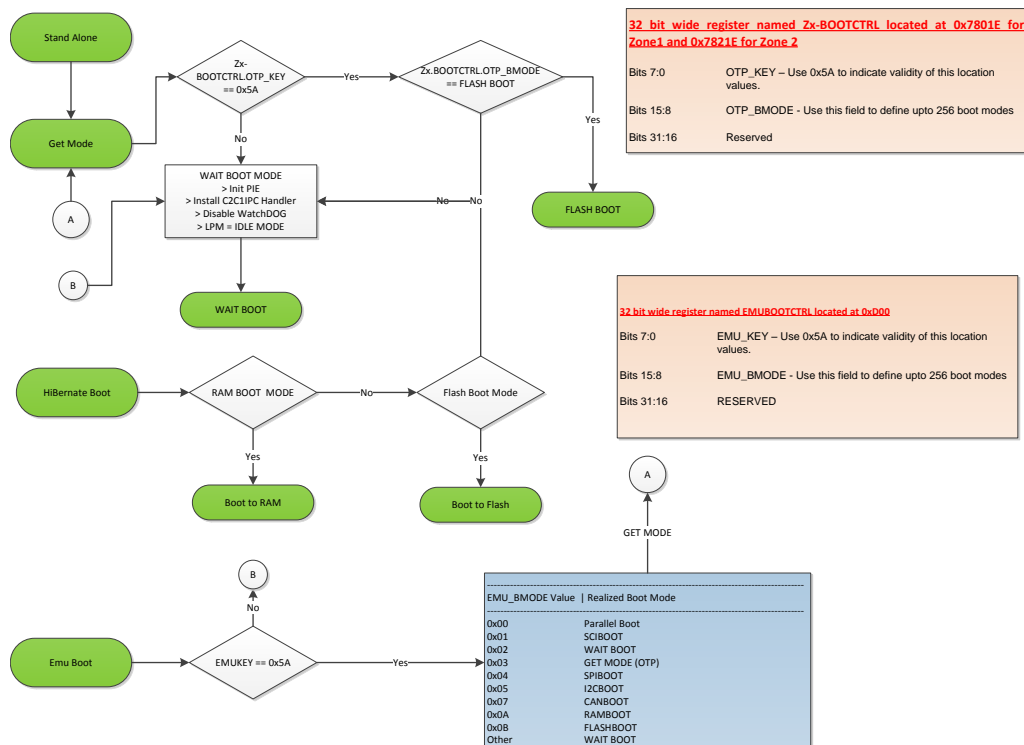 Stand Alone
Zx-
BOOTCTRL.OTP_KEY
== 0x5A
Yes
Zx.BOOTCTRL.OTP_BMODE
== FLASH BOOT
Yes
32 bit wide register named Zx-BOOTCTRL located at 0x7801E for
Zone1 and 0x7821E for Zone 2
Bits 7:0 OTP_KEY – Use 0x5A to indicate validity of this location
values.
Bits 15:8 OTP_BMODE - Use this field to define upto 256 boot modes
Bits 31:16 Reserved
Get Mode
No
WAIT BOOT MODE
> Init PIE
> Install C2C1IPC Handler
> Disable WatchDOG
> LPM = IDLE MODE
No
No
FLASH BOOT
A
B
WAIT BOOT
32 bit wide register named EMUBOOTCTRL located at 0xD00
Bits 7:0 EMU_KEY – Use 0x5A to indicate validity of this location
values.
Bits 15:8 EMU_BMODE - Use this field to define upto 256 boot modes
Bits 31:16 RESERVED
HiBernate Boot
RAM BOOT MODE
No
Flash Boot Mode
Yes
Yes
Boot to RAM
Boot to Flash
A
GET MODE
B
No
Emu Boot
EMUKEY == 0x5A
Yes
EMU_BMODE Value | Realized Boot Mode
0x00 Parallel Boot
0x01 SCIBOOT
0x02 WAIT BOOT
0x03 GET MODE (OTP)
0x04 SPIBOOT
0x05 I2CBOOT
0x07 CANBOOT
0x0A RAMBOOT
0x0B FLASHBOOT
Other WAIT BOOT